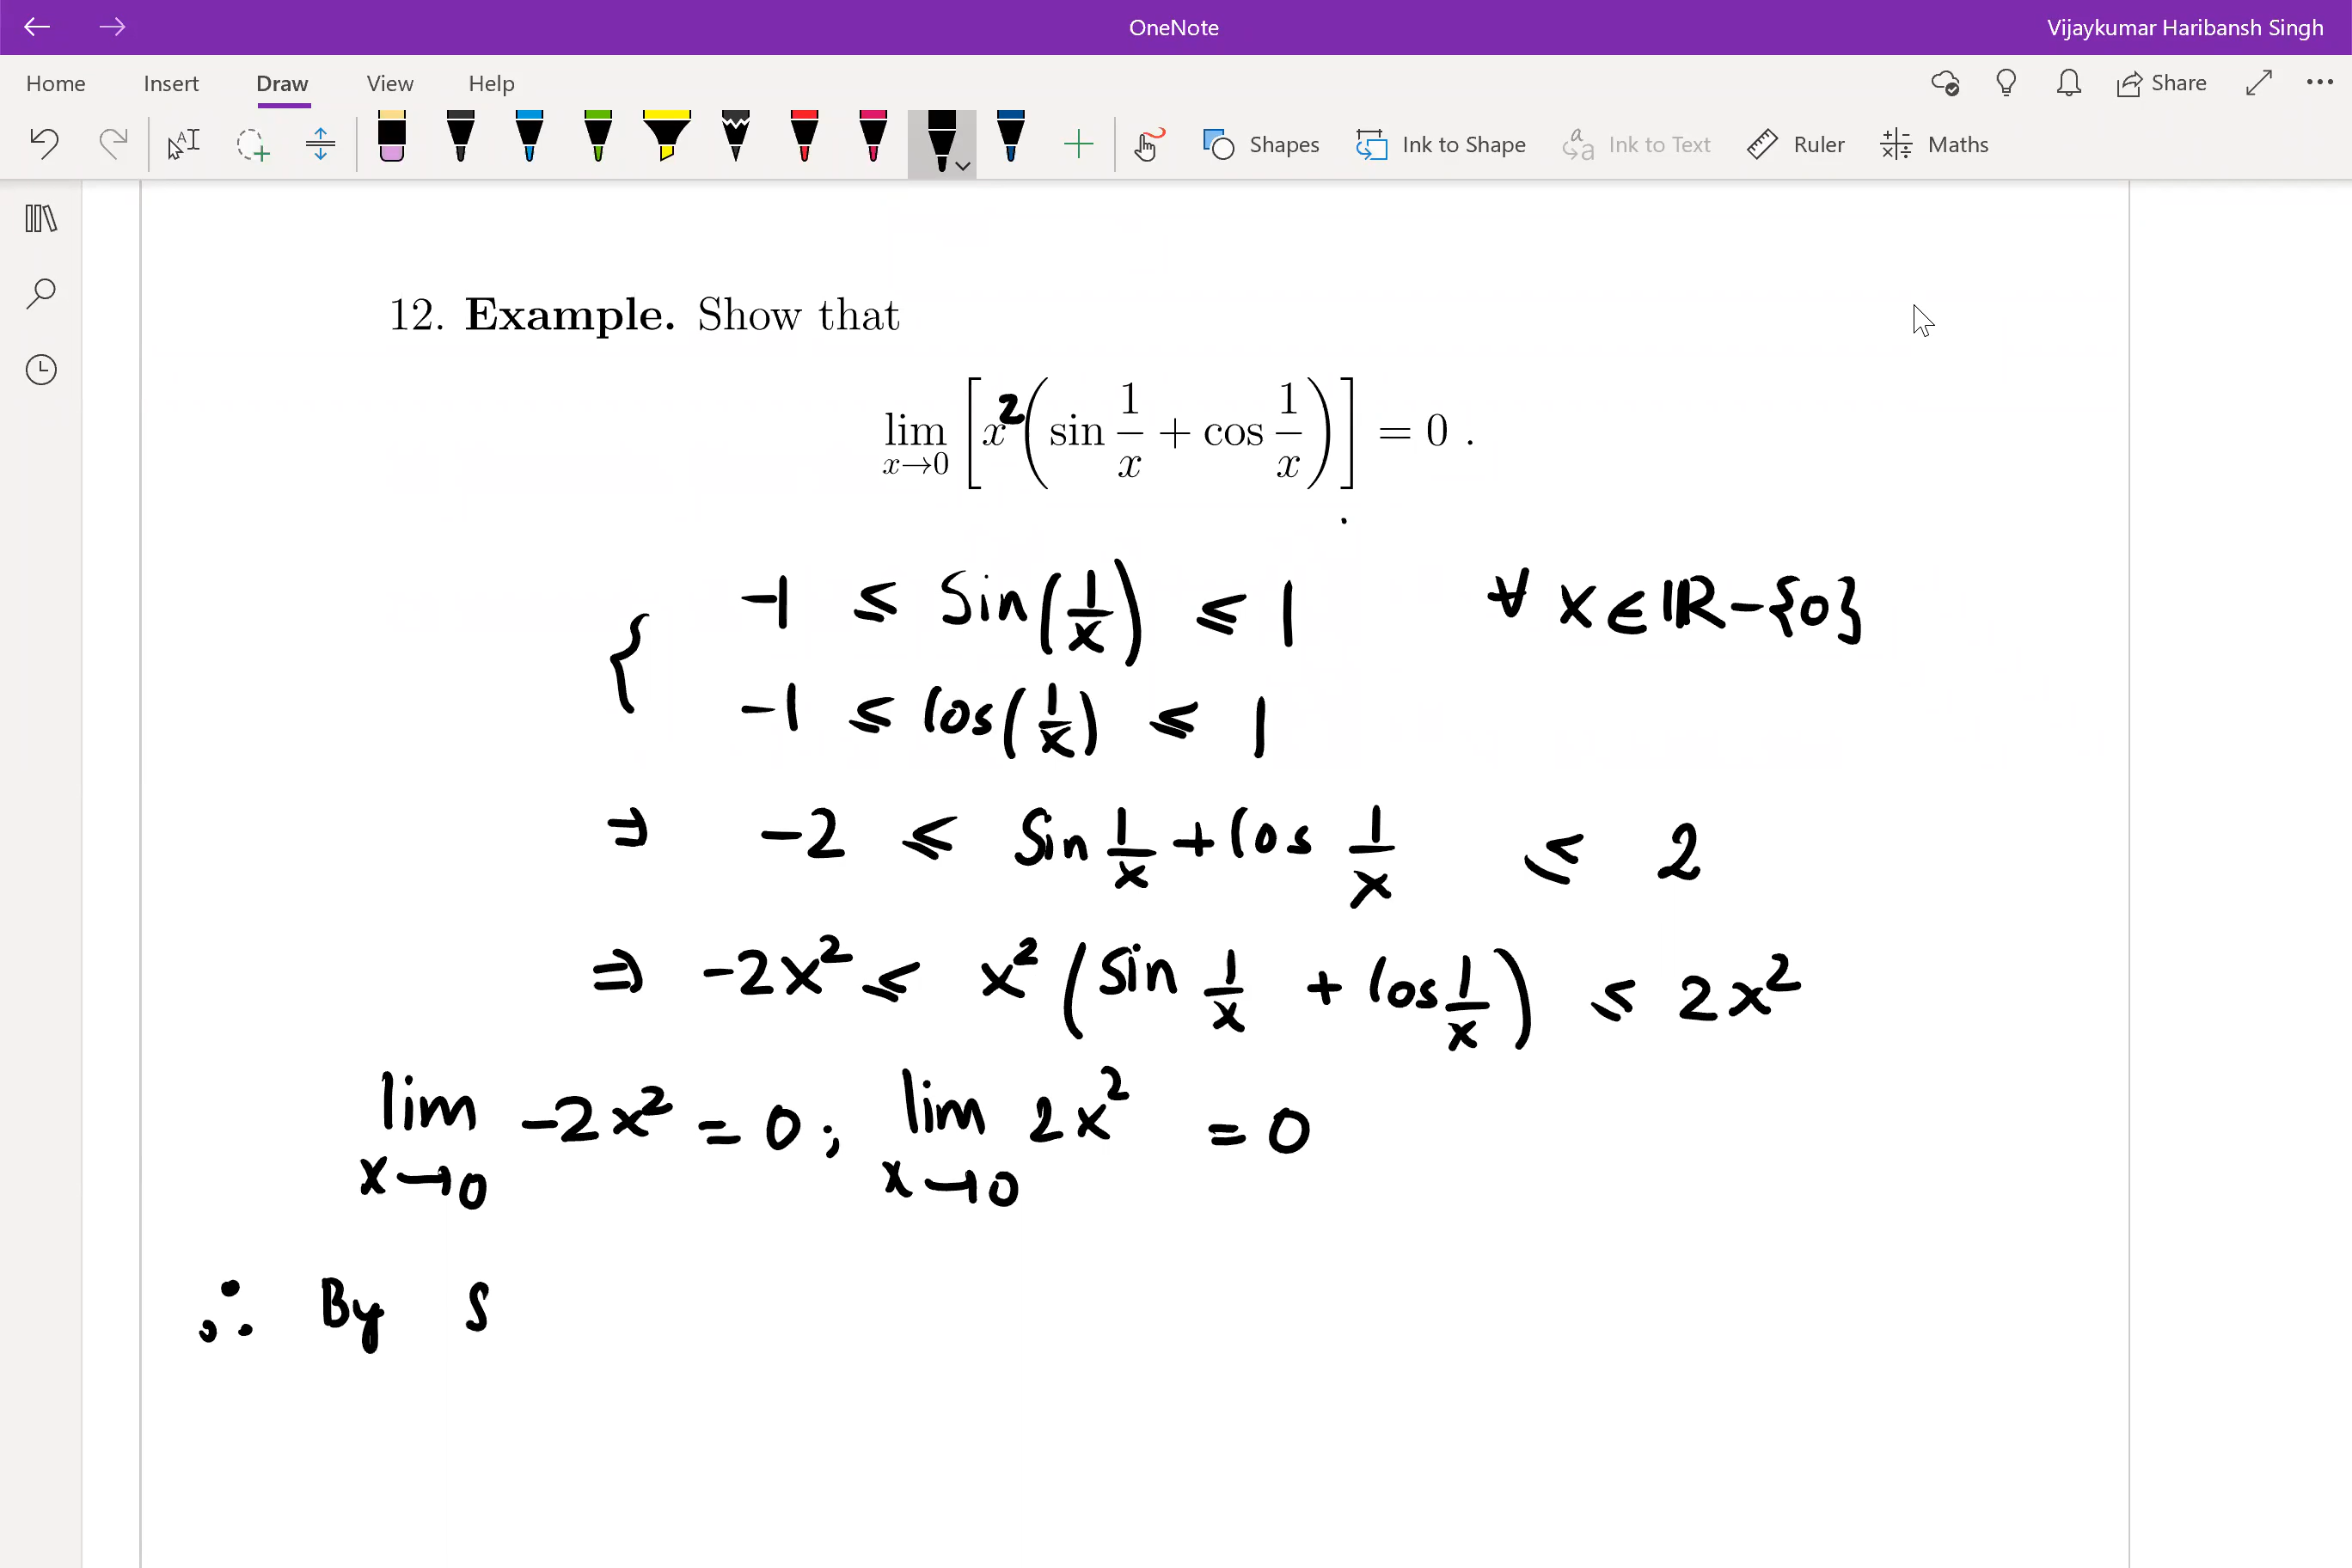 OneNote
Vijaykumar Haribansh Singh
Home Insert Draw View Help Share
Shapes Ink to Shape Ink to Text Ruler Maths
12. Example. Show that
lim x→0 [x²(sin 1/x + cos 1/x)] = 0 .
{ -1 ≤ Sin(1/x) ≤ 1 ∀ x ∈ ℝ - {0}
-1 ≤ Cos(1/x) ≤ 1
⇒ -2 ≤ Sin 1/x + Cos 1/x ≤ 2
⇒ -2x² ≤ x² (Sin 1/x + Cos 1/x) ≤ 2x²
lim x→0 -2x² = 0 ; lim x→0 2x² = 0
∴ By S